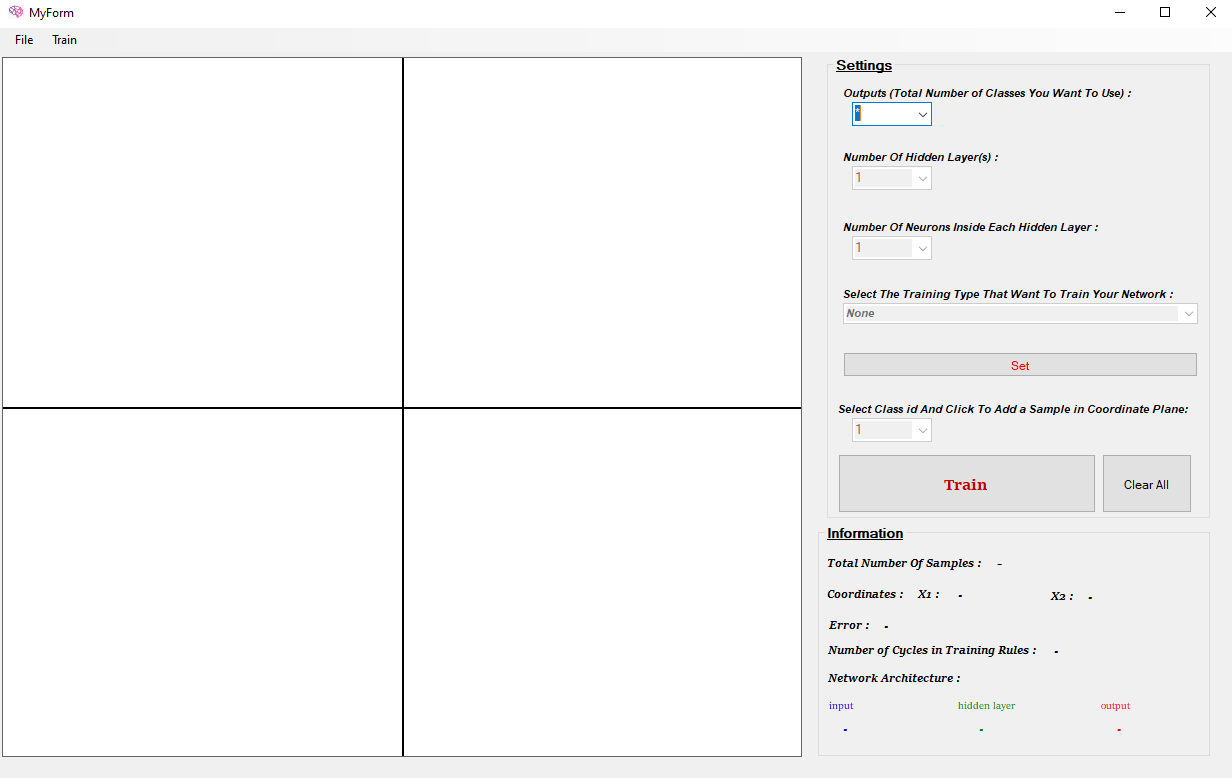 MyForm
File Train
Settings
Outputs (Total Number of Classes You Want To Use) :
*
Number Of Hidden Layer(s) :
1
Number Of Neurons Inside Each Hidden Layer :
1
Select The Training Type That Want To Train Your Network :
None
Set
Select Class id And Click To Add a Sample in Coordinate Plane:
1
Train Clear All
Information
Total Number Of Samples : -
Coordinates : X1 : - X2 : -
Error : -
Number of Cycles in Training Rules : -
Network Architecture :
input hidden layer output
- - -